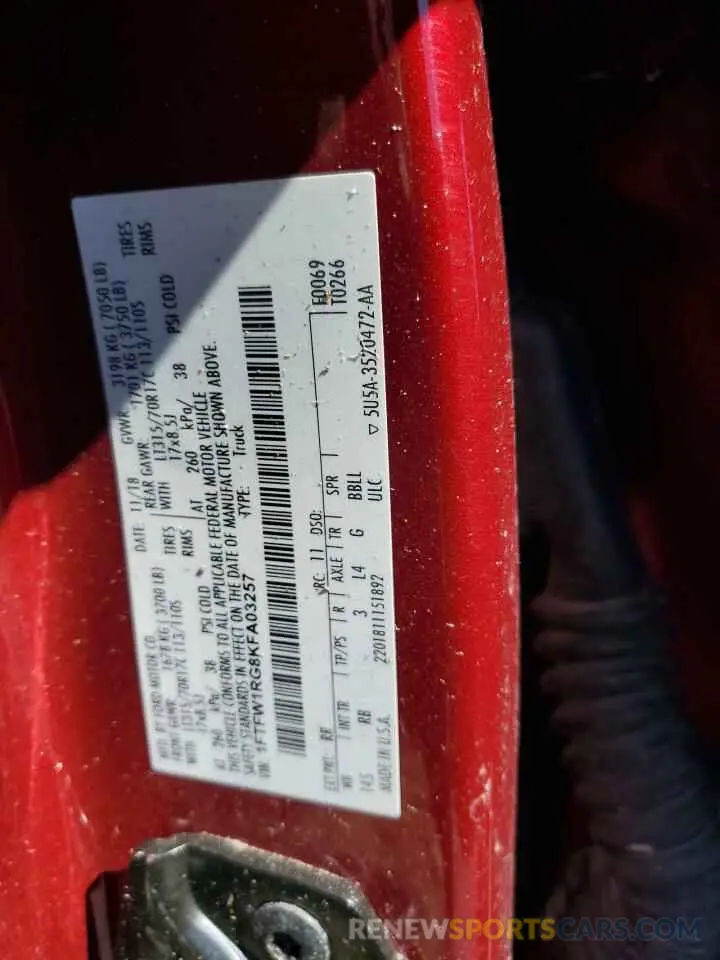 MFD. BY FORD MOTOR CO.
DATE: 11/18 GVWR: 3198 KG ( 7050 LB)
FRONT GAWR: 1678 KG ( 3700 LB) REAR GAWR: 1701 KG ( 3750 LB)
WITH LT315/70R17C 113/110S TIRES WITH LT315/70R17C 113/110S TIRES
17x8.5J RIMS 17x8.5J RIMS
AT 260 kPa/ 38 PSI COLD AT 260 kPa/ 38 PSI COLD
THIS VEHICLE CONFORMS TO ALL APPLICABLE FEDERAL MOTOR VEHICLE
SAFETY STANDARDS IN EFFECT ON THE DATE OF MANUFACTURE SHOWN ABOVE.
VIN: 1FTFW1RG8KFA03257 TYPE: Truck
F0069
T0266
EXT PNT: RR RC: 11 DSO:
WB INT TR TP/PS R AXLE TR SPR
145 RB 3 L4 G BBLL
MADE IN U.S.A. 2201811151892 ULC ▽ 5U5A-3520472-AA
RENEWSPORTSCARS.COM